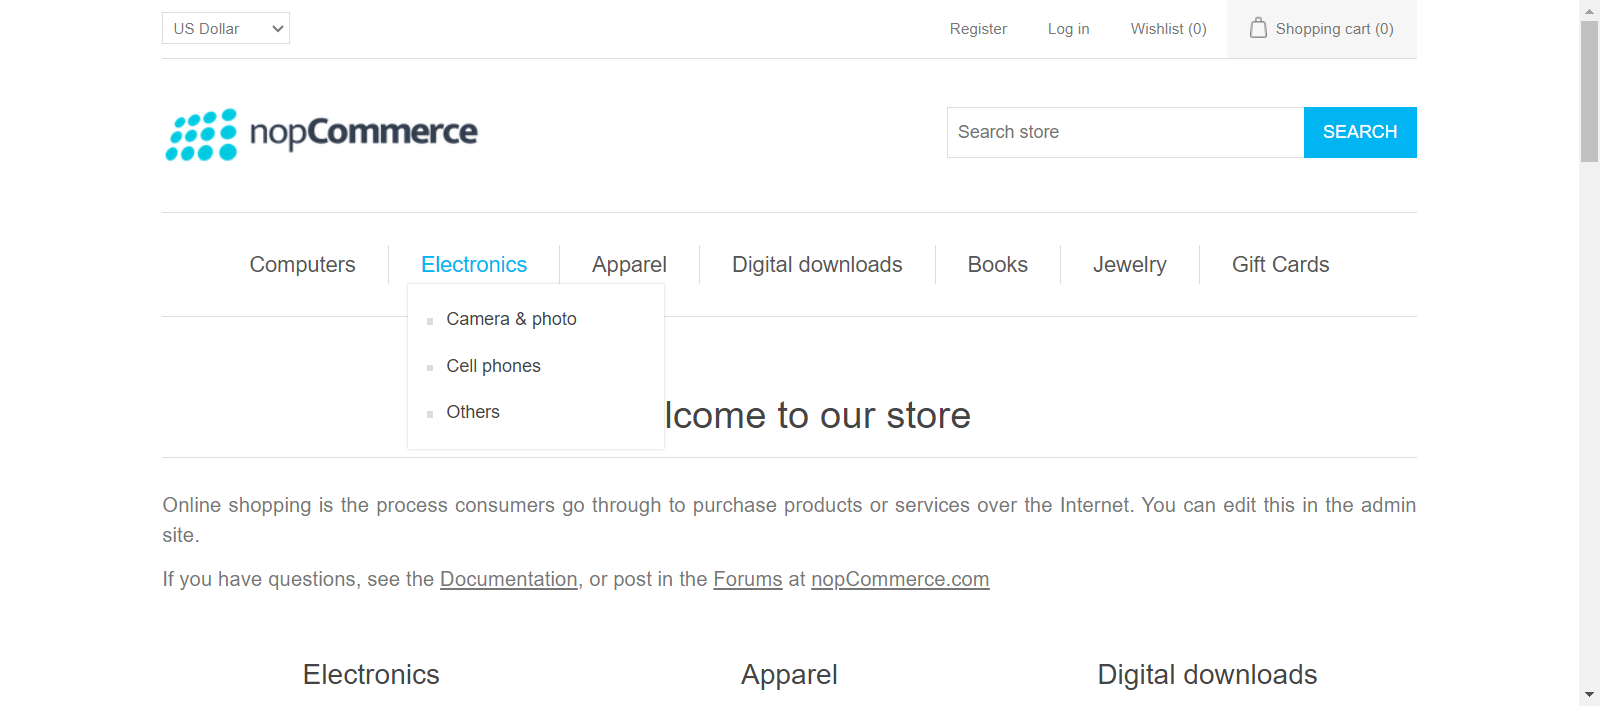 US Dollar
Register
Log in
Wishlist (0)
Shopping cart (0)
nopCommerce
Search store
SEARCH
Computers
Electronics
Apparel
Digital downloads
Books
Jewelry
Gift Cards
Camera & photo
Cell phones
Others
lcome to our store
Online shopping is the process consumers go through to purchase products or services over the Internet. You can edit this in the admin
site.
If you have questions, see the Documentation, or post in the Forums at nopCommerce.com
Electronics
Apparel
Digital downloads